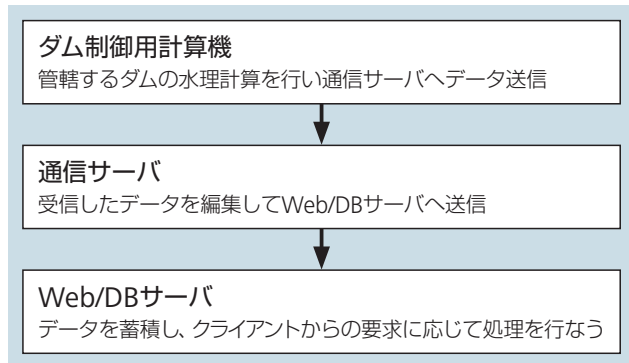 ダム制御用計算機
管轄するダムの水理計算を行い通信サーバへデータ送信
通信サーバ
受信したデータを編集してWeb/DBサーバへ送信
Web/DBサーバ
データを蓄積し、クライアントからの要求に応じて処理を行なう